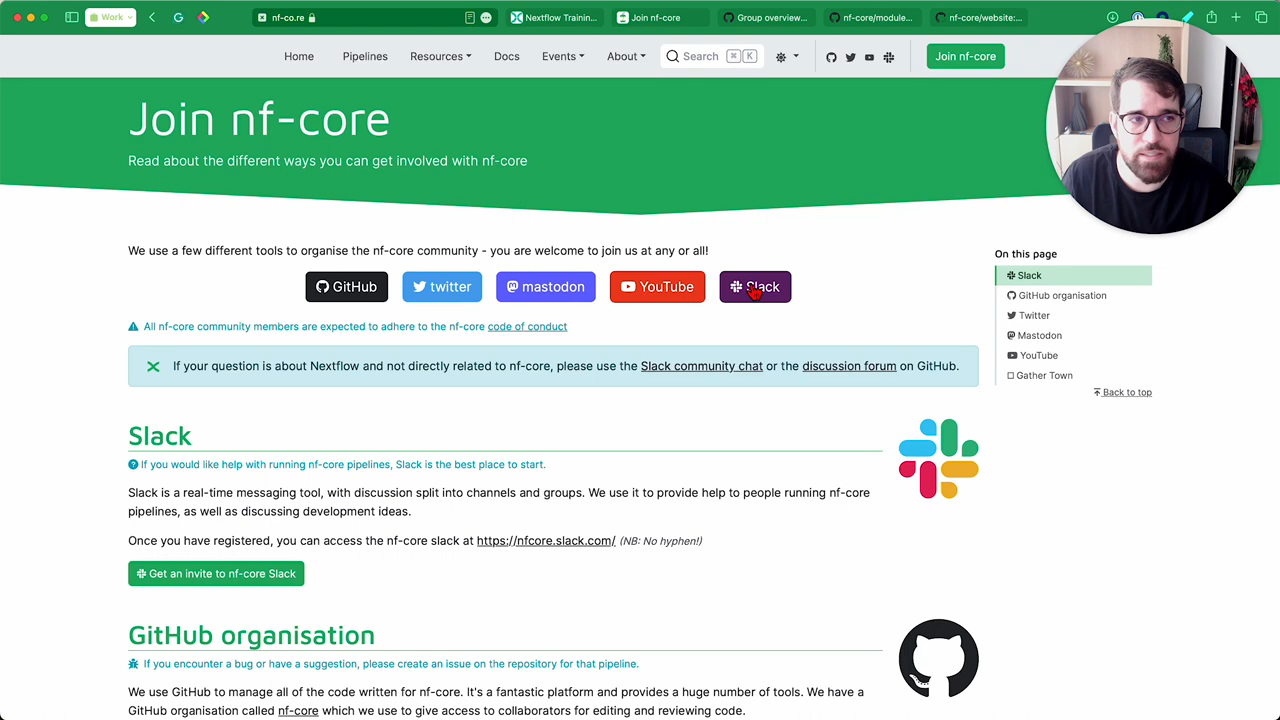 Work
nf-co.re
Nextflow Trainin...
Join nf-core
Group overview...
nf-core/module...
nf-core/website:...
Home
Pipelines
Resources
Docs
Events
About
Search
⌘ K
Join nf-core
Join nf-core
Read about the different ways you can get involved with nf-core
We use a few different tools to organise the nf-core community - you are welcome to join us at any or all!
GitHub
twitter
mastodon
YouTube
Slack
All nf-core community members are expected to adhere to the nf-core code of conduct
If your question is about Nextflow and not directly related to nf-core, please use the Slack community chat or the discussion forum on GitHub.
On this page
Slack
GitHub organisation
Twitter
Mastodon
YouTube
Gather Town
Back to top
Slack
If you would like help with running nf-core pipelines, Slack is the best place to start.
Slack is a real-time messaging tool, with discussion split into channels and groups. We use it to provide help to people running nf-core
pipelines, as well as discussing development ideas.
Once you have registered, you can access the nf-core slack at https://nfcore.slack.com/ (NB: No hyphen!)
Get an invite to nf-core Slack
GitHub organisation
If you encounter a bug or have a suggestion, please create an issue on the repository for that pipeline.
We use GitHub to manage all of the code written for nf-core. It's a fantastic platform and provides a huge number of tools. We have a
GitHub organisation called nf-core which we use to give access to collaborators for editing and reviewing code.